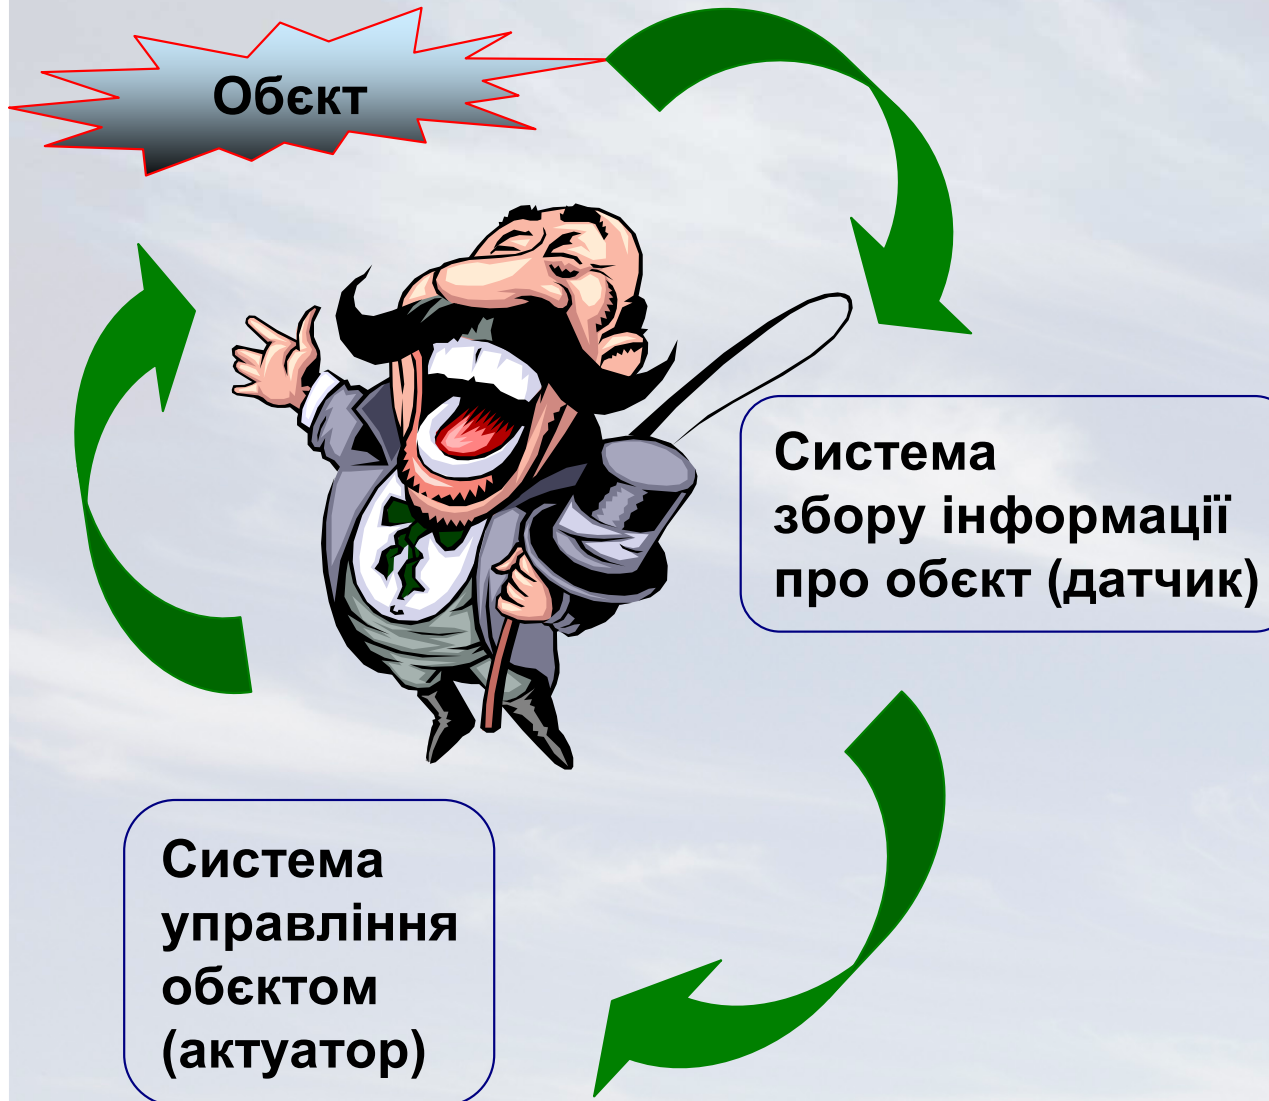 Обєкт
Система
збору інформації
про обєкт (датчик)
Система
управління
обєктом
(актуатор)